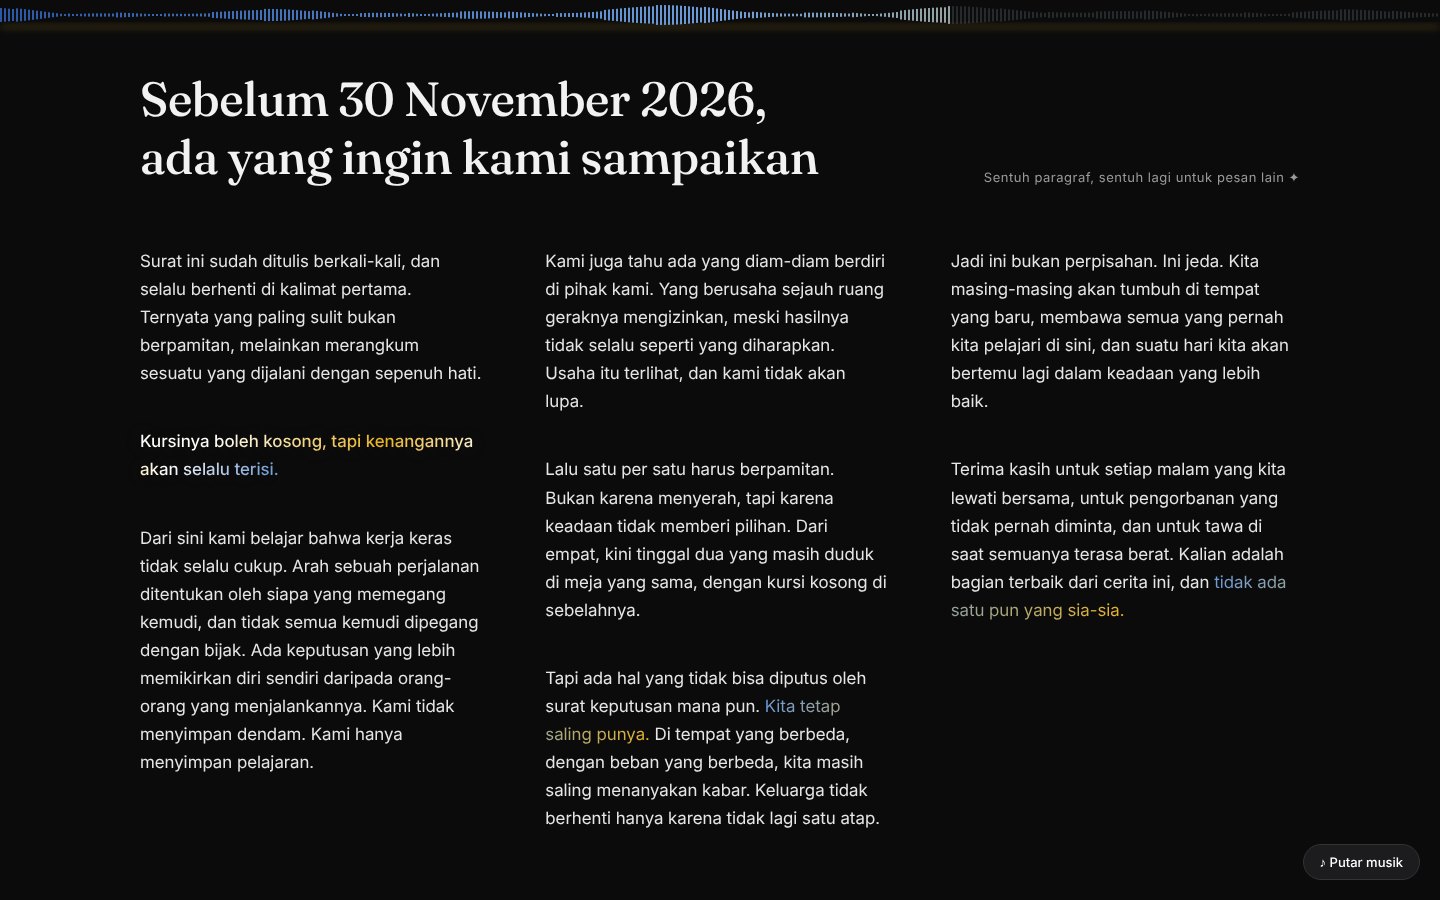 Sebelum 30 November 2026,
ada yang ingin kami sampaikan
Sentuh paragraf, sentuh lagi untuk pesan lain ✦
Surat ini sudah ditulis berkali-kali, dan
selalu berhenti di kalimat pertama.
Ternyata yang paling sulit bukan
berpamitan, melainkan merangkum
sesuatu yang dijalani dengan sepenuh hati.
Kursinya boleh kosong, tapi kenangannya
akan selalu terisi.
Dari sini kami belajar bahwa kerja keras
tidak selalu cukup. Arah sebuah perjalanan
ditentukan oleh siapa yang memegang
kemudi, dan tidak semua kemudi dipegang
dengan bijak. Ada keputusan yang lebih
memikirkan diri sendiri daripada orang-
orang yang menjalankannya. Kami tidak
menyimpan dendam. Kami hanya
menyimpan pelajaran.
Kami juga tahu ada yang diam-diam berdiri
di pihak kami. Yang berusaha sejauh ruang
geraknya mengizinkan, meski hasilnya
tidak selalu seperti yang diharapkan.
Usaha itu terlihat, dan kami tidak akan
lupa.
Lalu satu per satu harus berpamitan.
Bukan karena menyerah, tapi karena
keadaan tidak memberi pilihan. Dari
empat, kini tinggal dua yang masih duduk
di meja yang sama, dengan kursi kosong di
sebelahnya.
Tapi ada hal yang tidak bisa diputus oleh
surat keputusan mana pun. Kita tetap
saling punya. Di tempat yang berbeda,
dengan beban yang berbeda, kita masih
saling menanyakan kabar. Keluarga tidak
berhenti hanya karena tidak lagi satu atap.
Jadi ini bukan perpisahan. Ini jeda. Kita
masing-masing akan tumbuh di tempat
yang baru, membawa semua yang pernah
kita pelajari di sini, dan suatu hari kita akan
bertemu lagi dalam keadaan yang lebih
baik.
Terima kasih untuk setiap malam yang kita
lewati bersama, untuk pengorbanan yang
tidak pernah diminta, dan untuk tawa di
saat semuanya terasa berat. Kalian adalah
bagian terbaik dari cerita ini, dan tidak ada
satu pun yang sia-sia.
♪ Putar musik